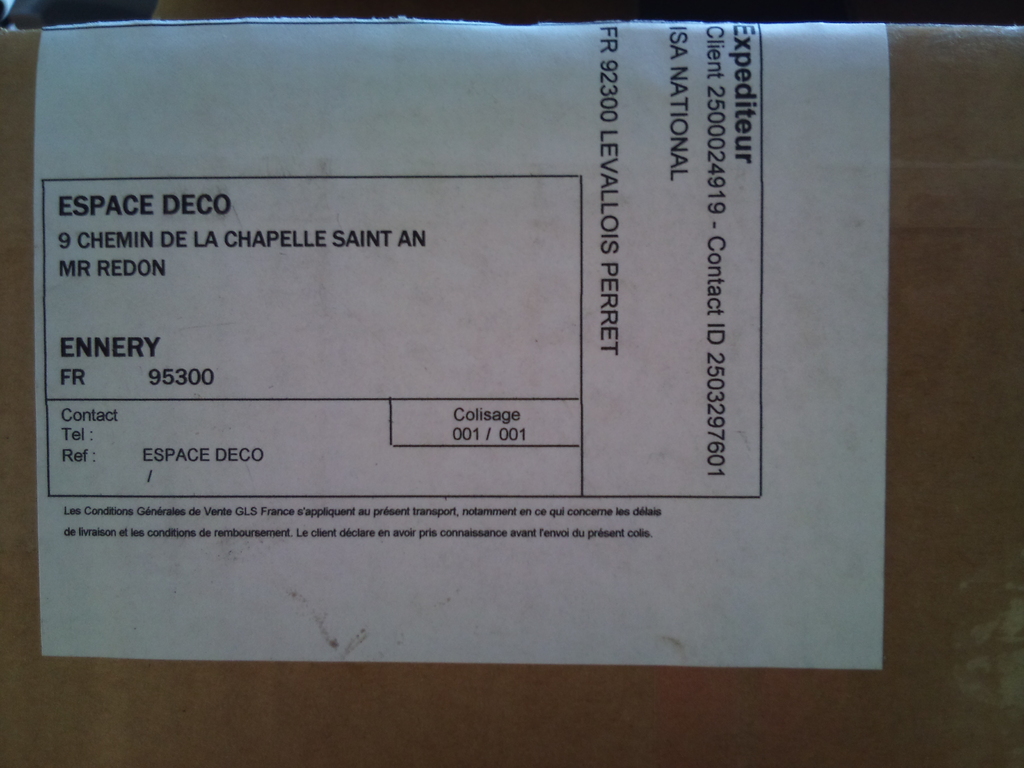 ESPACE DECO
9 CHEMIN DE LA CHAPELLE SAINT AN
MR REDON
ENNERY
FR 95300
Contact
Tel :
Ref : ESPACE DECO
/
Colisage
001 / 001
Expediteur
Client 2500024919 - Contact ID 2503297601
ISA NATIONAL
FR 92300 LEVALLOIS PERRET
Les Conditions Générales de Vente GLS France s'appliquent au présent transport, notamment en ce qui concerne les délais
de livraison et les conditions de remboursement. Le client déclare en avoir pris connaissance avant l'envoi du présent colis.